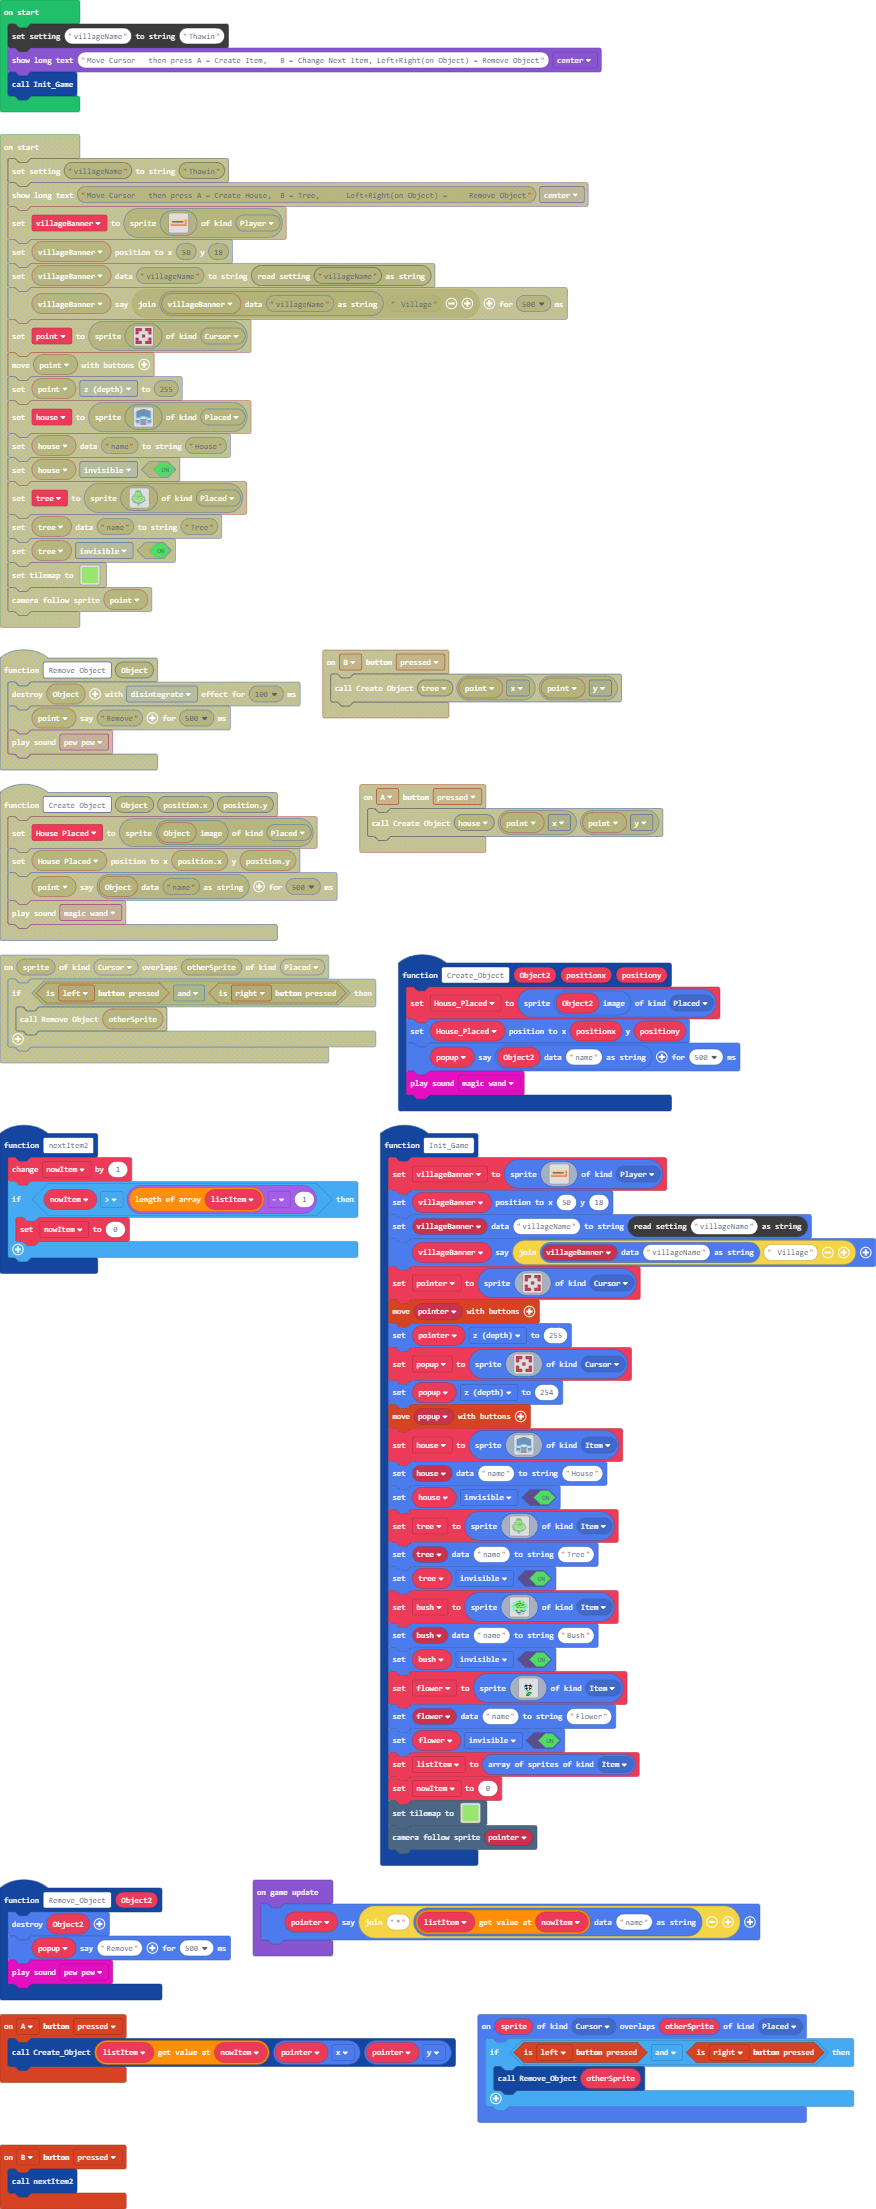 on start
set setting "villageName" to string "Thawin"
show long text "Move Cursor then press A = Create Item, B = Change Next Item, Left+Right(on Object) = Remove Object" center
call Init_Game
on start
set setting "villageName" to string "Thawin"
show long text "Move Cursor then press A = Create House, B = Tree, Left+Right(on Object) = Remove Object" center
set villageBanner to sprite of kind Player
set villageBanner position to x 50 y 18
set villageBanner data "villageName" to string read setting "villageName" as string
villageBanner say join villageBanner data "villageName" as string " Village" for 500 ms
set point to sprite of kind Cursor
move point with buttons
set point z (depth) to 255
set house to sprite of kind Placed
set house data "name" to string "House"
set house invisible ON
set tree to sprite of kind Placed
set tree data "name" to string "Tree"
set tree invisible ON
set tilemap to
camera follow sprite point
function Remove Object Object
destroy Object with disintegrate effect for 100 ms
point say "Remove" for 500 ms
play sound pew pew
on B button pressed
call Create Object tree point x point y
function Create Object Object position.x position.y
set House Placed to sprite Object image of kind Placed
set House Placed position to x position.x y position.y
point say Object data "name" as string for 500 ms
play sound magic wand
on A button pressed
call Create Object house point x point y
on sprite of kind Cursor overlaps otherSprite of kind Placed
if is left button pressed and is right button pressed then
call Remove Object otherSprite
function Create_Object Object2 positionx positiony
set House_Placed to sprite Object2 image of kind Placed
set House_Placed position to x positionx y positiony
popup say Object2 data "name" as string for 500 ms
play sound magic wand
function nextItem2
change nowItem by 1
if nowItem > length of array listItem - 1 then
set nowItem to 0
function Init_Game
set villageBanner to sprite of kind Player
set villageBanner position to x 50 y 18
set villageBanner data "villageName" to string read setting "villageName" as string
villageBanner say join villageBanner data "villageName" as string " Village"
set pointer to sprite of kind Cursor
move pointer with buttons
set pointer z (depth) to 255
set popup to sprite of kind Cursor
set popup z (depth) to 254
move popup with buttons
set house to sprite of kind Item
set house data "name" to string "House"
set house invisible ON
set tree to sprite of kind Item
set tree data "name" to string "Tree"
set tree invisible ON
set bush to sprite of kind Item
set bush data "name" to string "Bush"
set bush invisible ON
set flower to sprite of kind Item
set flower data "name" to string "Flower"
set flower invisible ON
set listItem to array of sprites of kind Item
set nowItem to 0
set tilemap to
camera follow sprite pointer
function Remove_Object Object2
destroy Object2
popup say "Remove" for 500 ms
play sound pew pew
on game update
pointer say join "*" listItem get value at nowItem data "name" as string
on A button pressed
call Create_Object listItem get value at nowItem pointer x pointer y
on sprite of kind Cursor overlaps otherSprite of kind Placed
if is left button pressed and is right button pressed then
call Remove_Object otherSprite
on B button pressed
call nextItem2